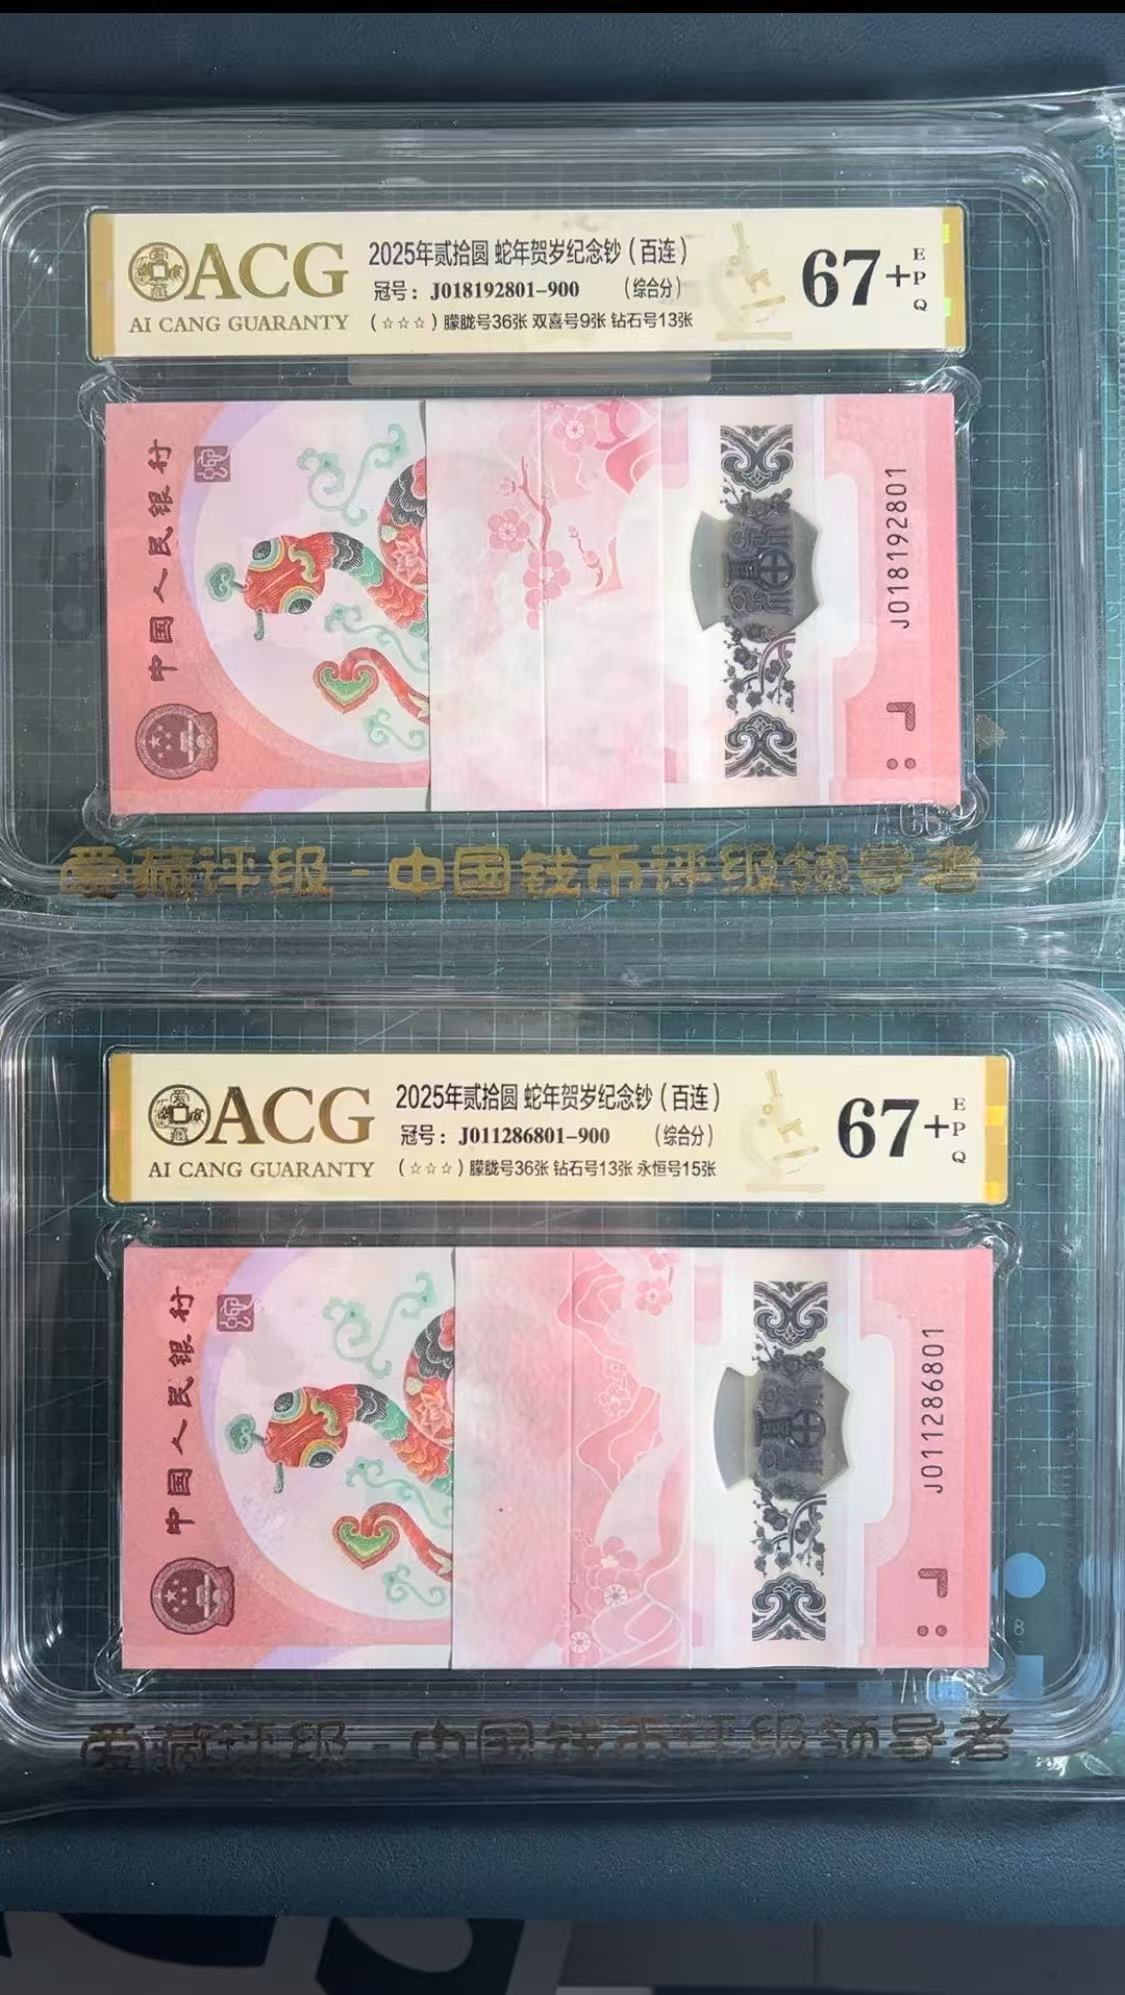 ACG
AI CANG GUARANTY
2025年贰拾圆 蛇年贺岁纪念钞（百连）
冠号：J018192801-900 （综合分）
（☆☆☆）朦胧号36张 双喜号9张 钻石号13张
67+
EPQ
中国人民银行
J018192801
爱藏评级-中国钱币评级领导者
ACG
AI CANG GUARANTY
2025年贰拾圆 蛇年贺岁纪念钞（百连）
冠号：J011286801-900 （综合分）
（☆☆☆）朦胧号36张 钻石号13张 永恒号15张
67+
EPQ
中国人民银行
J011286801
8
爱藏评级-中国钱币评级领导者